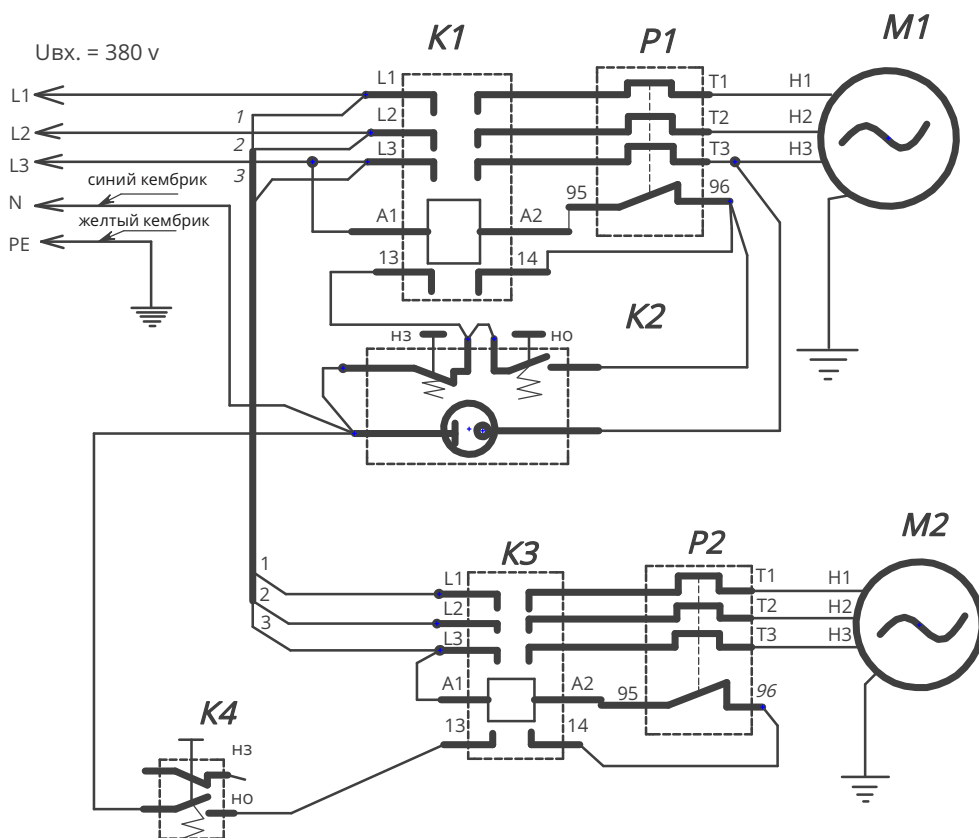 K1
P1
M1
Uвх. = 380 v
L1
L1
T1
H1
1
L2
L2
T2
H2
2
L3
L3
T3
H3
3
синий кембрик
N
95
96
желтый кембрик
A1
A2
PE
13
14
K2
нз
но
M2
K3
P2
1
L1
T1
H1
2
L2
T2
H2
3
L3
T3
H3
A1
A2
95
96
K4
13
14
нз
но